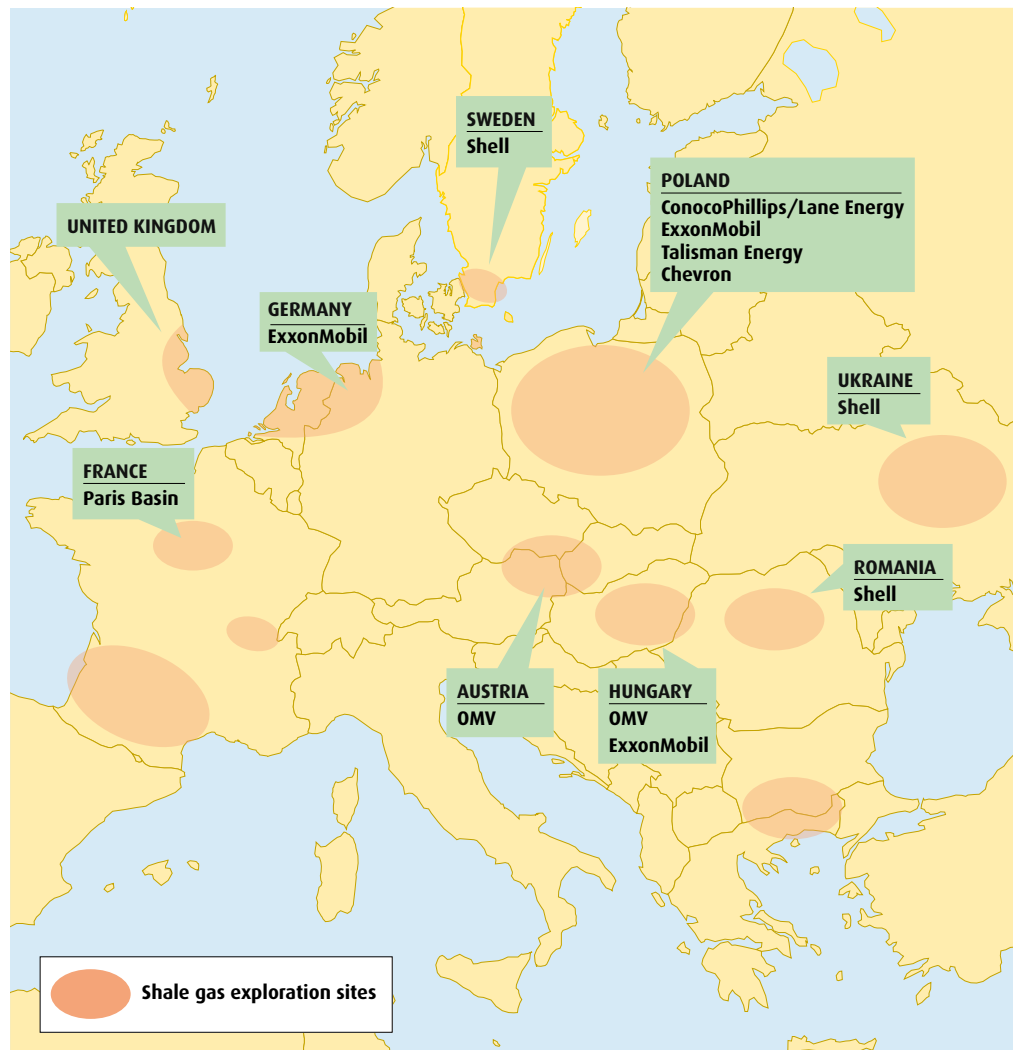 SWEDEN
Shell
POLAND
ConocoPhillips/Lane Energy
ExxonMobil
Talisman Energy
Chevron
UNITED KINGDOM
GERMANY
ExxonMobil
UKRAINE
Shell
FRANCE
Paris Basin
ROMANIA
Shell
AUSTRIA
OMV
HUNGARY
OMV
ExxonMobil
Shale gas exploration sites